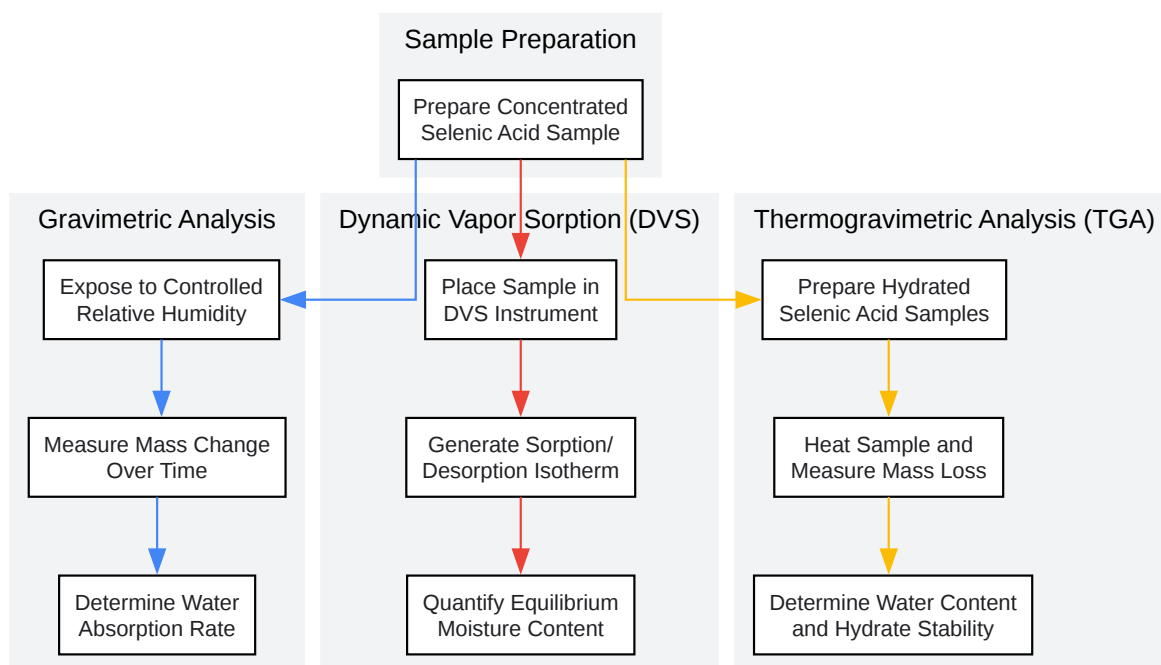 Sample Preparation
Prepare Concentrated
Selenic Acid Sample
Gravimetric Analysis
Expose to Controlled
Relative Humidity
Measure Mass Change
Over Time
Determine Water
Absorption Rate
Dynamic Vapor Sorption (DVS)
Place Sample in
DVS Instrument
Generate Sorption/
Desorption Isotherm
Quantify Equilibrium
Moisture Content
Thermogravimetric Analysis (TGA)
Prepare Hydrated
Selenic Acid Samples
Heat Sample and
Measure Mass Loss
Determine Water Content
and Hydrate Stability